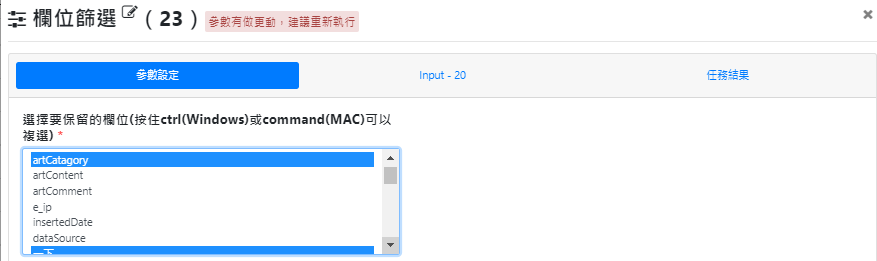 欄位篩選 ( 23 ) 參數有做更動，建議重新執行 ×
參數設定 Input - 20 任務結果
選擇要保留的欄位(按住ctrl(Windows)或command(MAC)可以
複選) *
artCatagory
artContent
artComment
e_ip
insertedDate
dataSource
一下